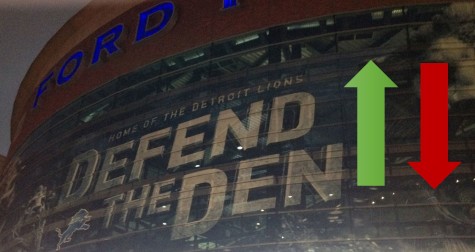 FORD
HOME OF THE DETROIT LIONS
DEFEND
THE DEN